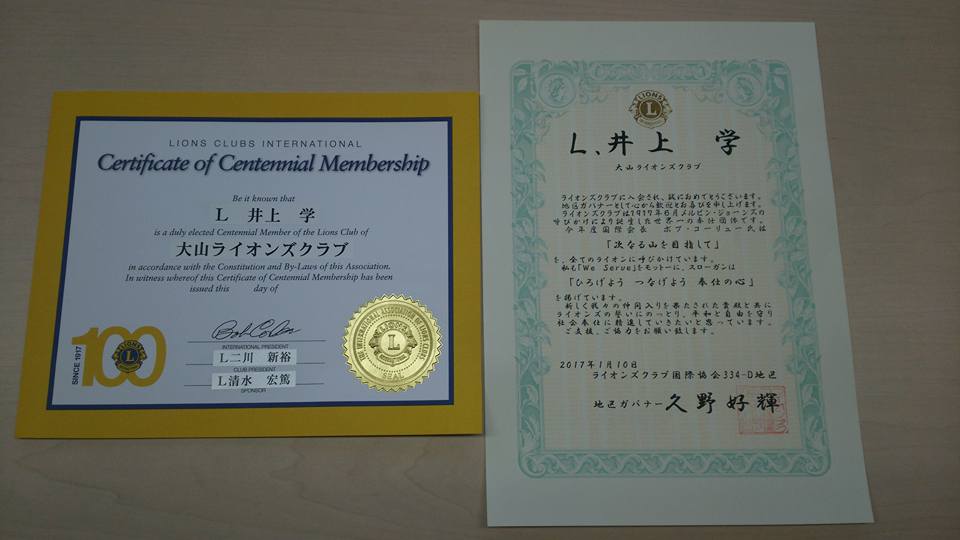 LIONS CLUBS INTERNATIONAL
Certificate of Centennial Membership
Be it known that
L 井上 学
is a duly elected Centennial Member of the Lions Club of
大山ライオンズクラブ
in accordance with the Constitution and By-Laws of this Association.
In witness whereof this Certificate of Centennial Membership has been
issued this day of
SINCE 1917
100
INTERNATIONAL PRESIDENT
L二川 新裕
CLUB PRESIDENT
L清水 宏篤
SPONSOR
THE INTERNATIONAL ASSOCIATION OF LIONS CLUBS
LIONS
L
SEAL
LIONS
L
L、井上 学
大山ライオンズクラブ
ライオンズクラブに入会され、誠におめでとうございます。
地区ガバナーとして心から歓迎とお喜びを申し上げます。
ライオンズクラブは1917年6月メルビン・ジョーンズの
呼びかけにより誕生した世界一の奉仕団体です。
今年度国際会長 ボブ・コーリュー氏は
「次なる山を目指して」
を、全てのライオンに呼びかけています。
私も「We Serve」をモットーに、スローガンは
「ひろげよう つなげよう 奉仕の心」
を掲げています。
新しく我々の仲間入りを果たされた貴殿と共に
ライオンズの誓いにのっとり、平和と自由を守り
社会奉仕に精進していきたいと思っています。
ご支援、ご協力をお願い致します。
2017年1月10日
ライオンズクラブ国際協会334-D地区
地区ガバナー 久野好輝